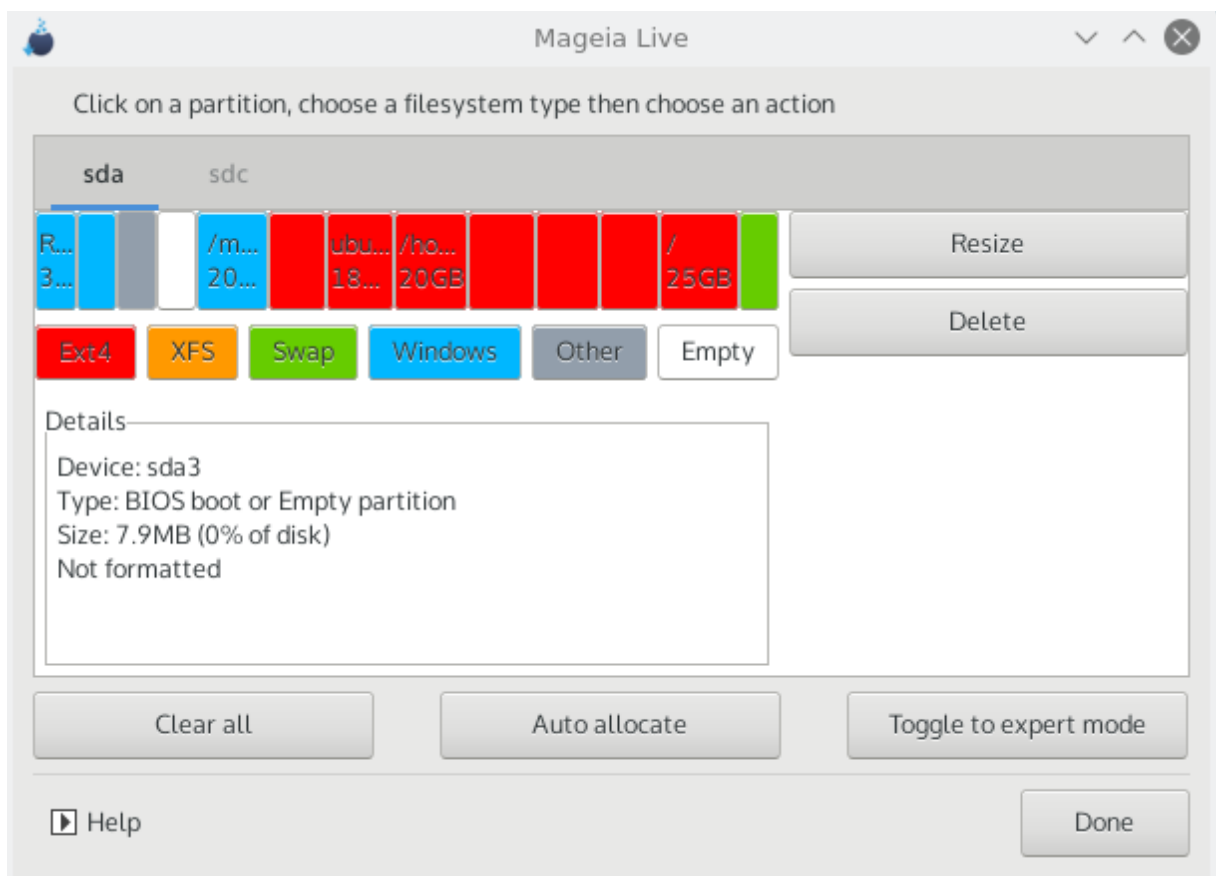 Mageia Live
Click on a partition, choose a filesystem type then choose an action
sda sdc
R... /m... ubu... /ho... /
3... 20... 18... 20GB 25GB
Resize
Delete
Ext4 XFS Swap Windows Other Empty
Details
Device: sda3
Type: BIOS boot or Empty partition
Size: 7.9MB (0% of disk)
Not formatted
Clear all Auto allocate Toggle to expert mode
Help Done